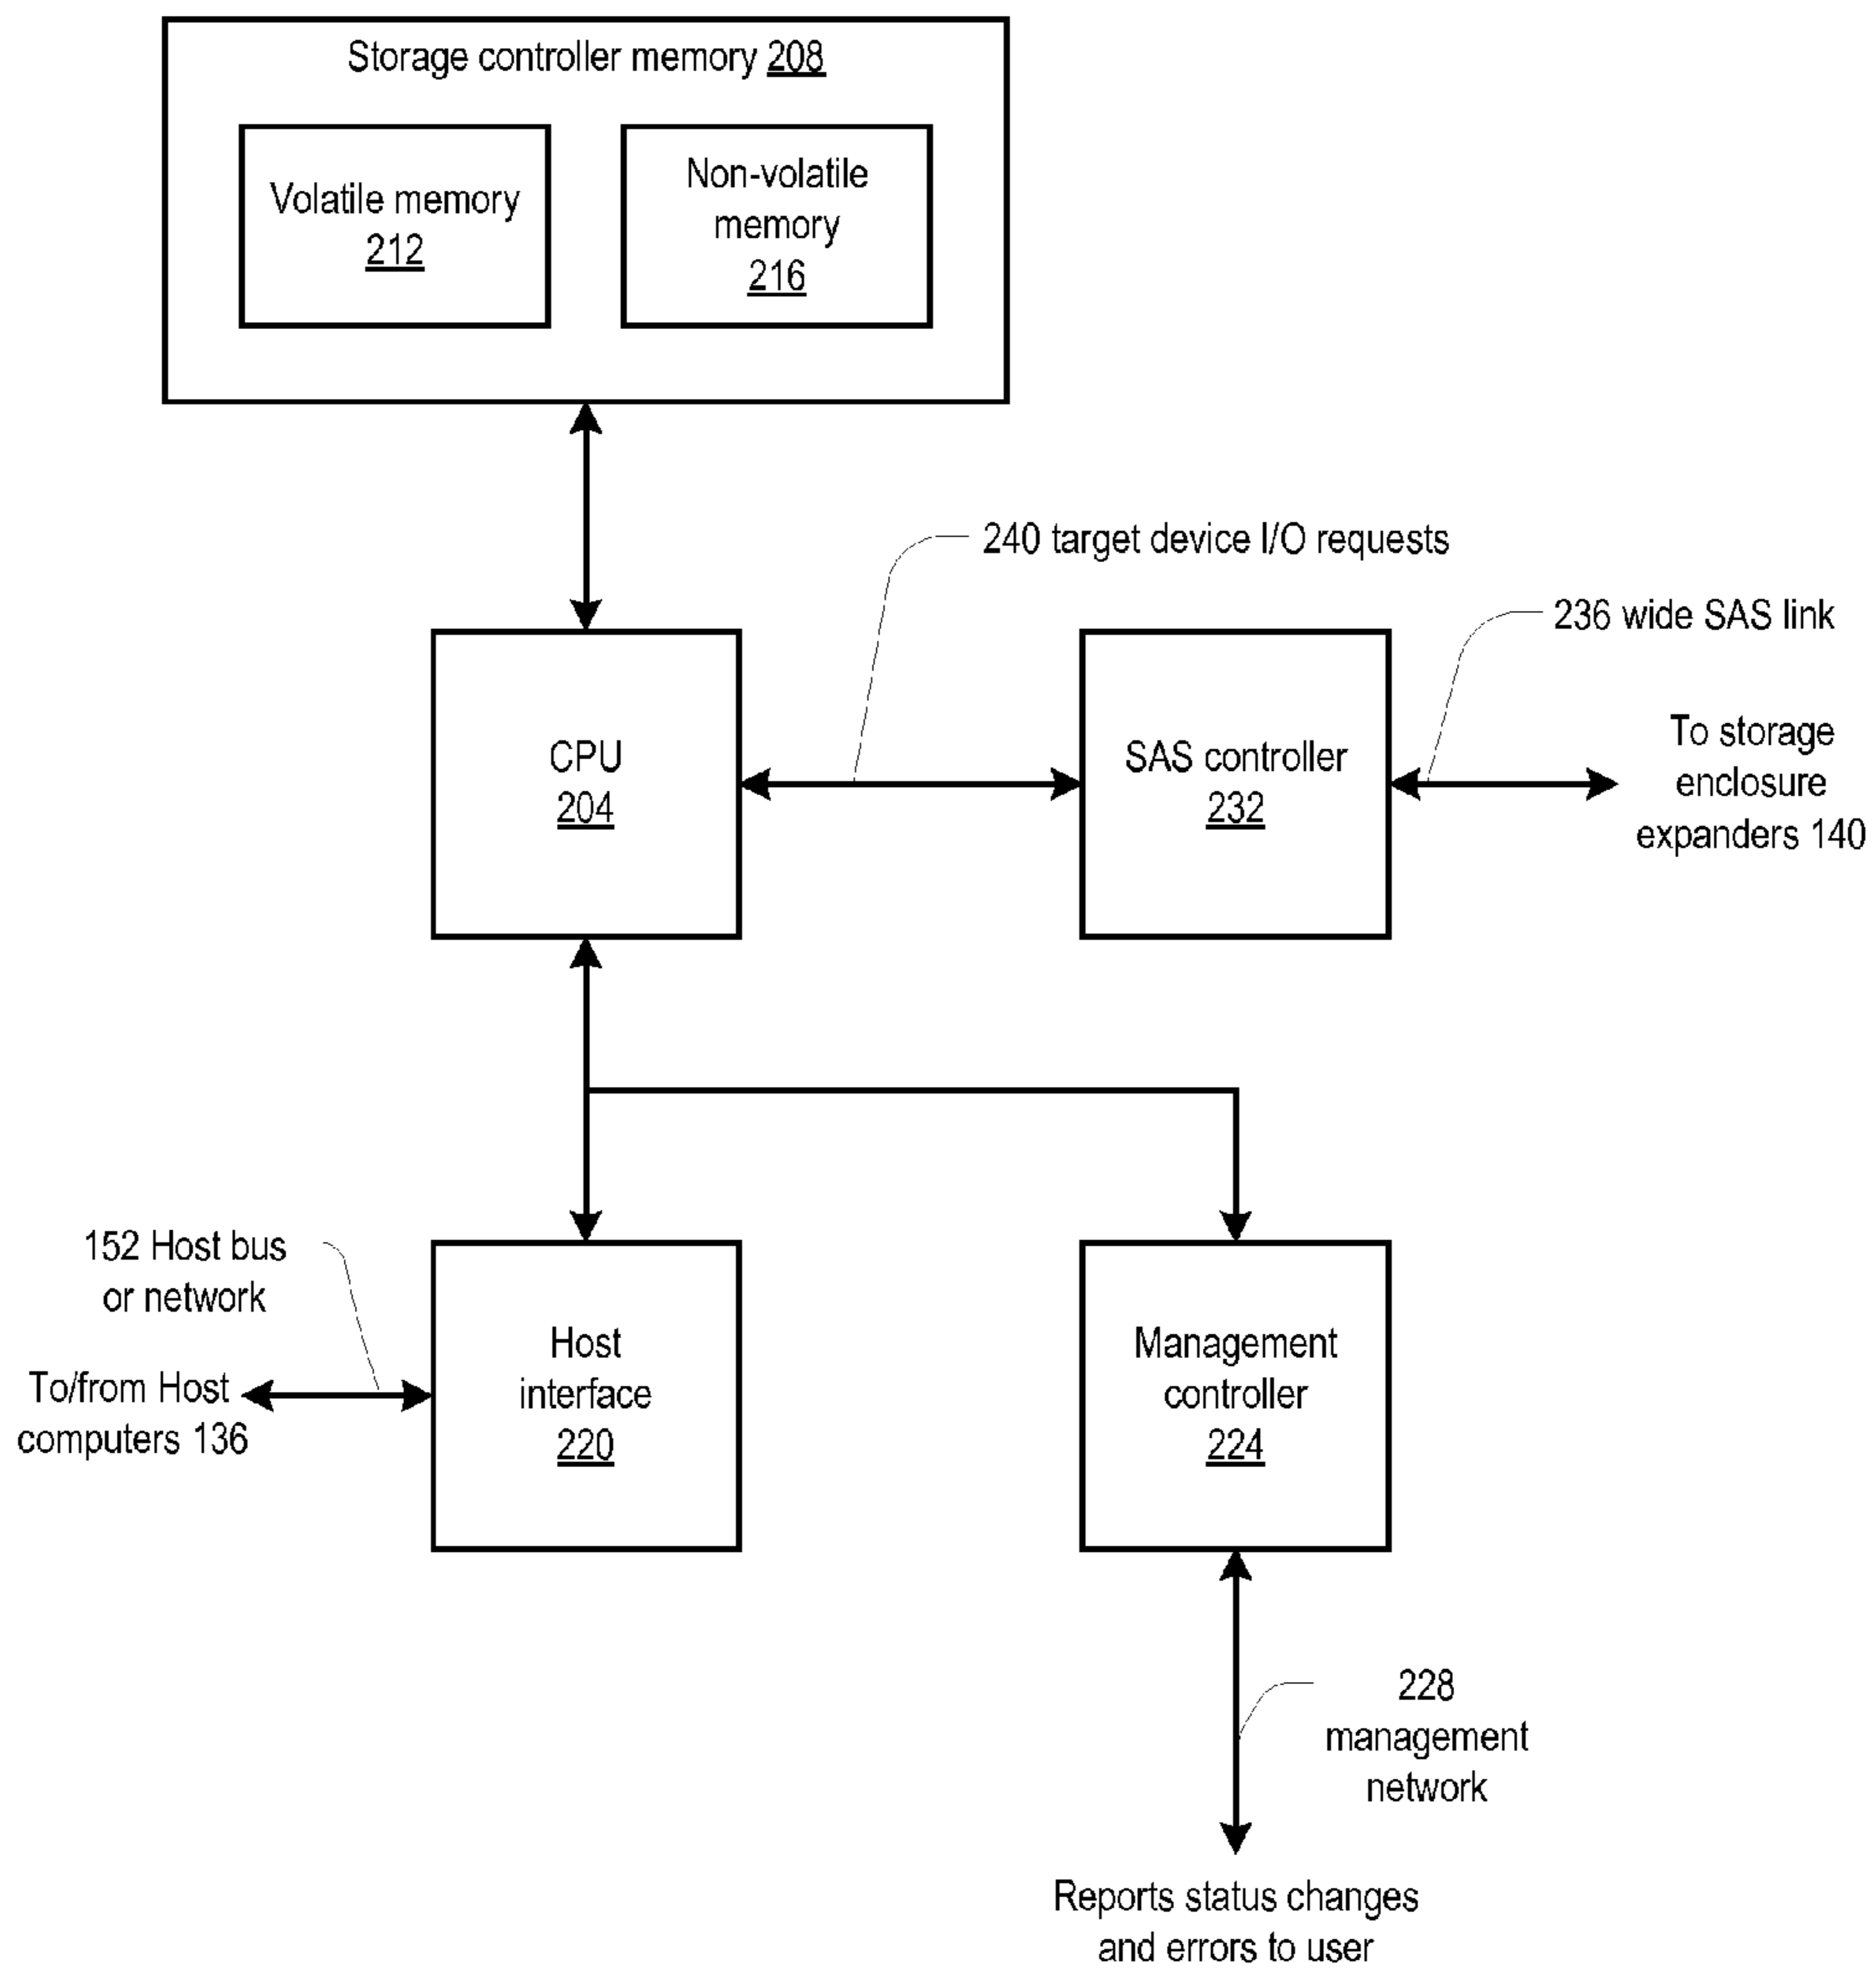 Storage controller memory 208
Volatile memory
212
Non-volatile
memory
216
240 target device I/O requests
236 wide SAS link
CPU
204
SAS controller
232
To storage
enclosure
expanders 140
152 Host bus
or network
To/from Host
computers 136
Host
interface
220
Management
controller
224
228
management
network
Reports status changes
and errors to user